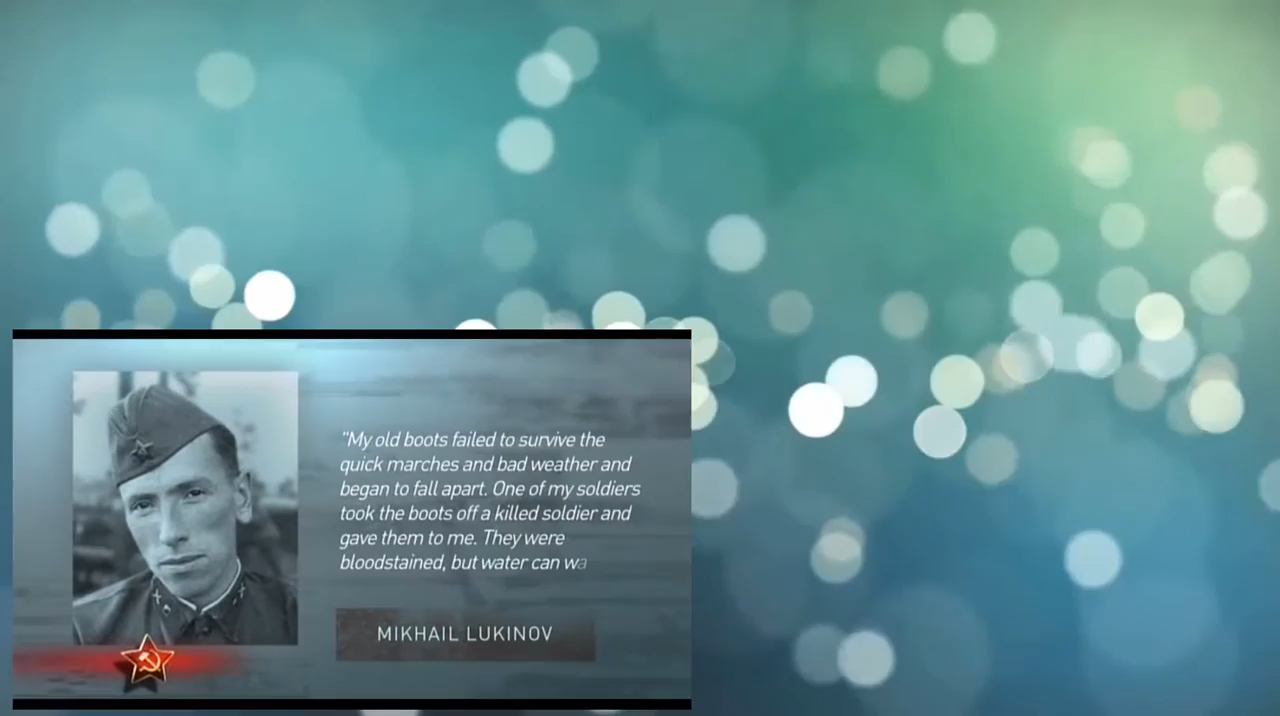 "My old boots failed to survive the
quick marches and bad weather and
began to fall apart. One of my soldiers
took the boots off a killed soldier and
gave them to me. They were
bloodstained, but water can wa
MIKHAIL LUKINOV